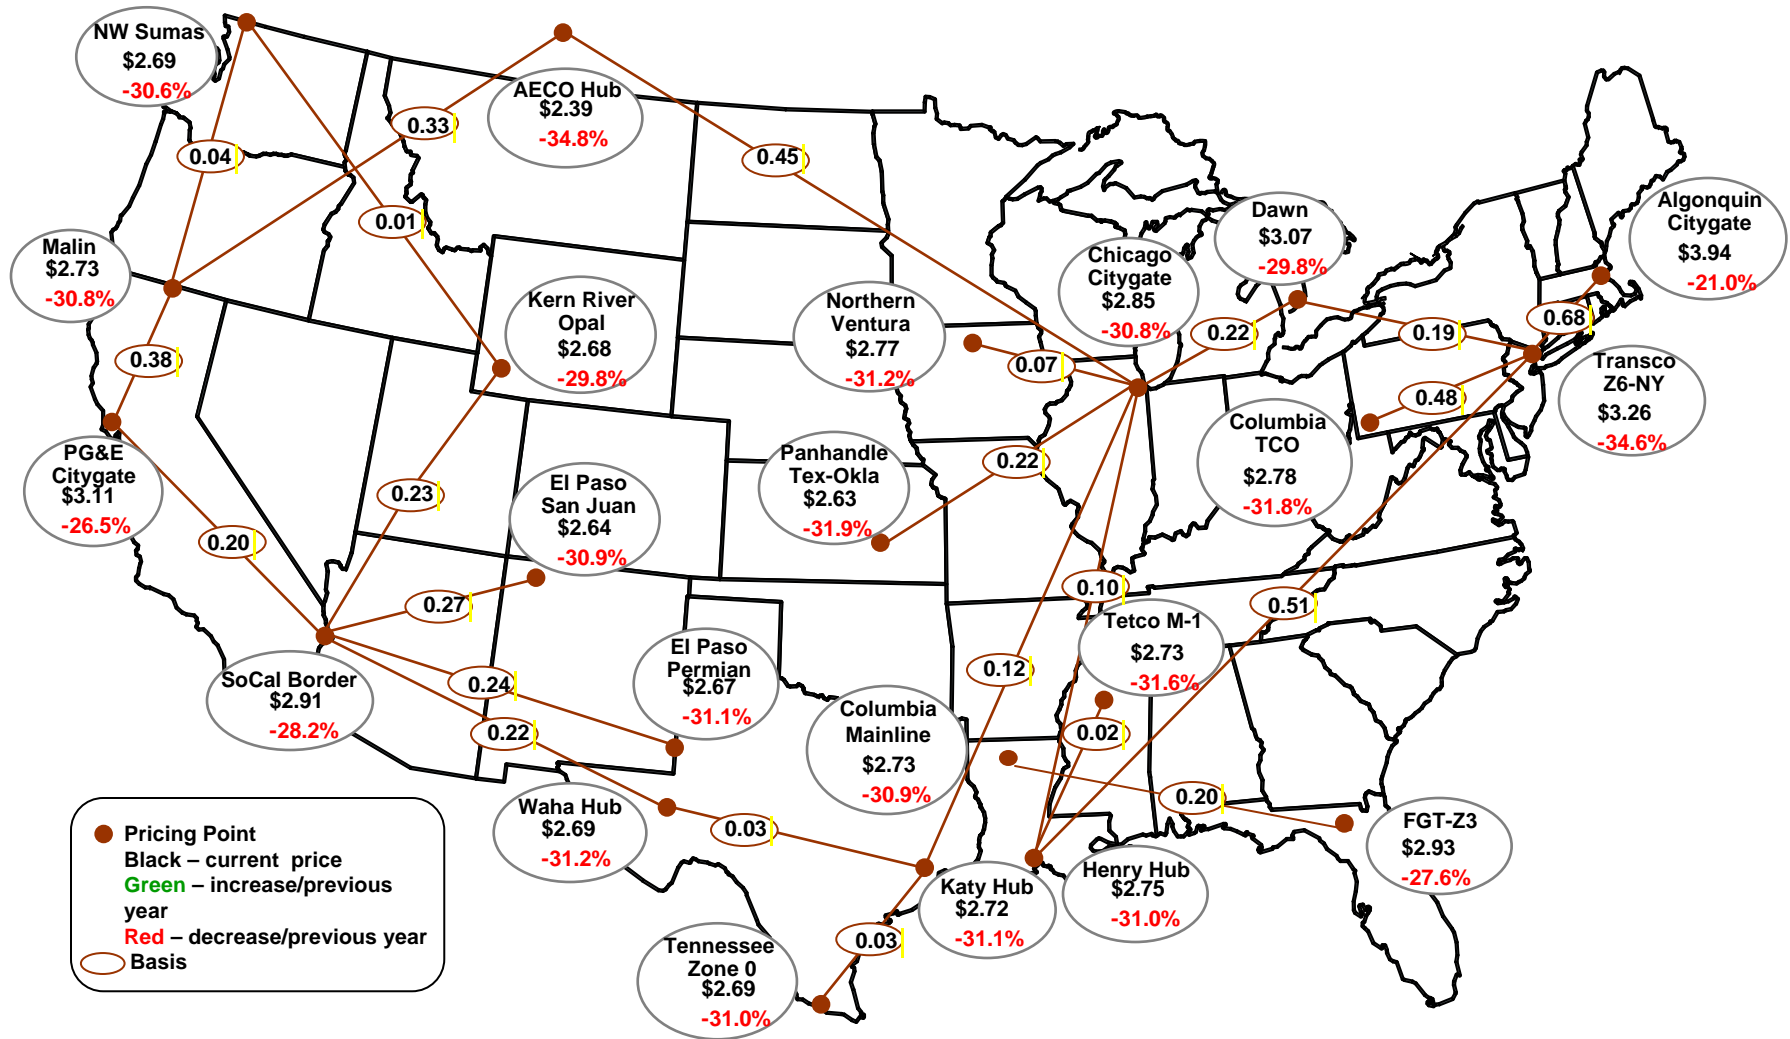 NW Sumas
$2.69
-30.6%
AECO Hub
$2.39
-34.8%
0.33
0.04
0.45
0.01
Malin
$2.73
-30.8%
0.38
Kern River
Opal
$2.68
-29.8%
Northern
Ventura
$2.77
-31.2%
0.07
Chicago
Citygate
$2.85
-30.8%
Dawn
$3.07
-29.8%
0.22
0.19
Algonquin
Citygate
$3.94
-21.0%
0.68
Transco
Z6-NY
$3.26
-34.6%
0.48
Columbia
TCO
$2.78
-31.8%
PG&E
Citygate
$3.11
-26.5%
0.20
0.23
El Paso
San Juan
$2.64
-30.9%
0.27
Panhandle
Tex-Okla
$2.63
-31.9%
0.22
0.10
0.51
Tetco M-1
$2.73
-31.6%
0.02
0.12
El Paso
Permian
$2.67
-31.1%
0.24
0.22
SoCal Border
$2.91
-28.2%
Columbia
Mainline
$2.73
-30.9%
0.20
FGT-Z3
$2.93
-27.6%
Waha Hub
$2.69
-31.2%
0.03
Katy Hub
$2.72
-31.1%
Henry Hub
$2.75
-31.0%
0.03
Tennessee
Zone 0
$2.69
-31.0%
Pricing Point
Black – current price
Green – increase/previous
year
Red – decrease/previous year
Basis